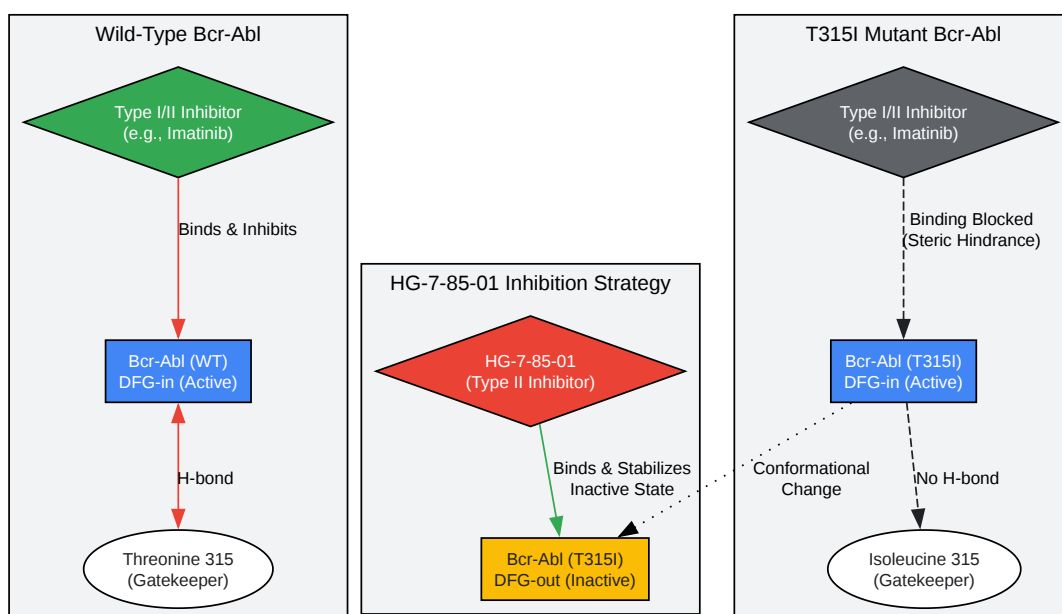 Wild-Type Bcr-Abl
Type I/II Inhibitor
(e.g., Imatinib)
Binds & Inhibits
Bcr-Abl (WT)
DFG-in (Active)
H-bond
Threonine 315
(Gatekeeper)
HG-7-85-01 Inhibition Strategy
HG-7-85-01
(Type II Inhibitor)
Binds & Stabilizes
Inactive State
Bcr-Abl (T315I)
DFG-out (Inactive)
T315I Mutant Bcr-Abl
Type I/II Inhibitor
(e.g., Imatinib)
Binding Blocked
(Steric Hindrance)
Bcr-Abl (T315I)
DFG-in (Active)
Conformational
Change
No H-bond
Isoleucine 315
(Gatekeeper)